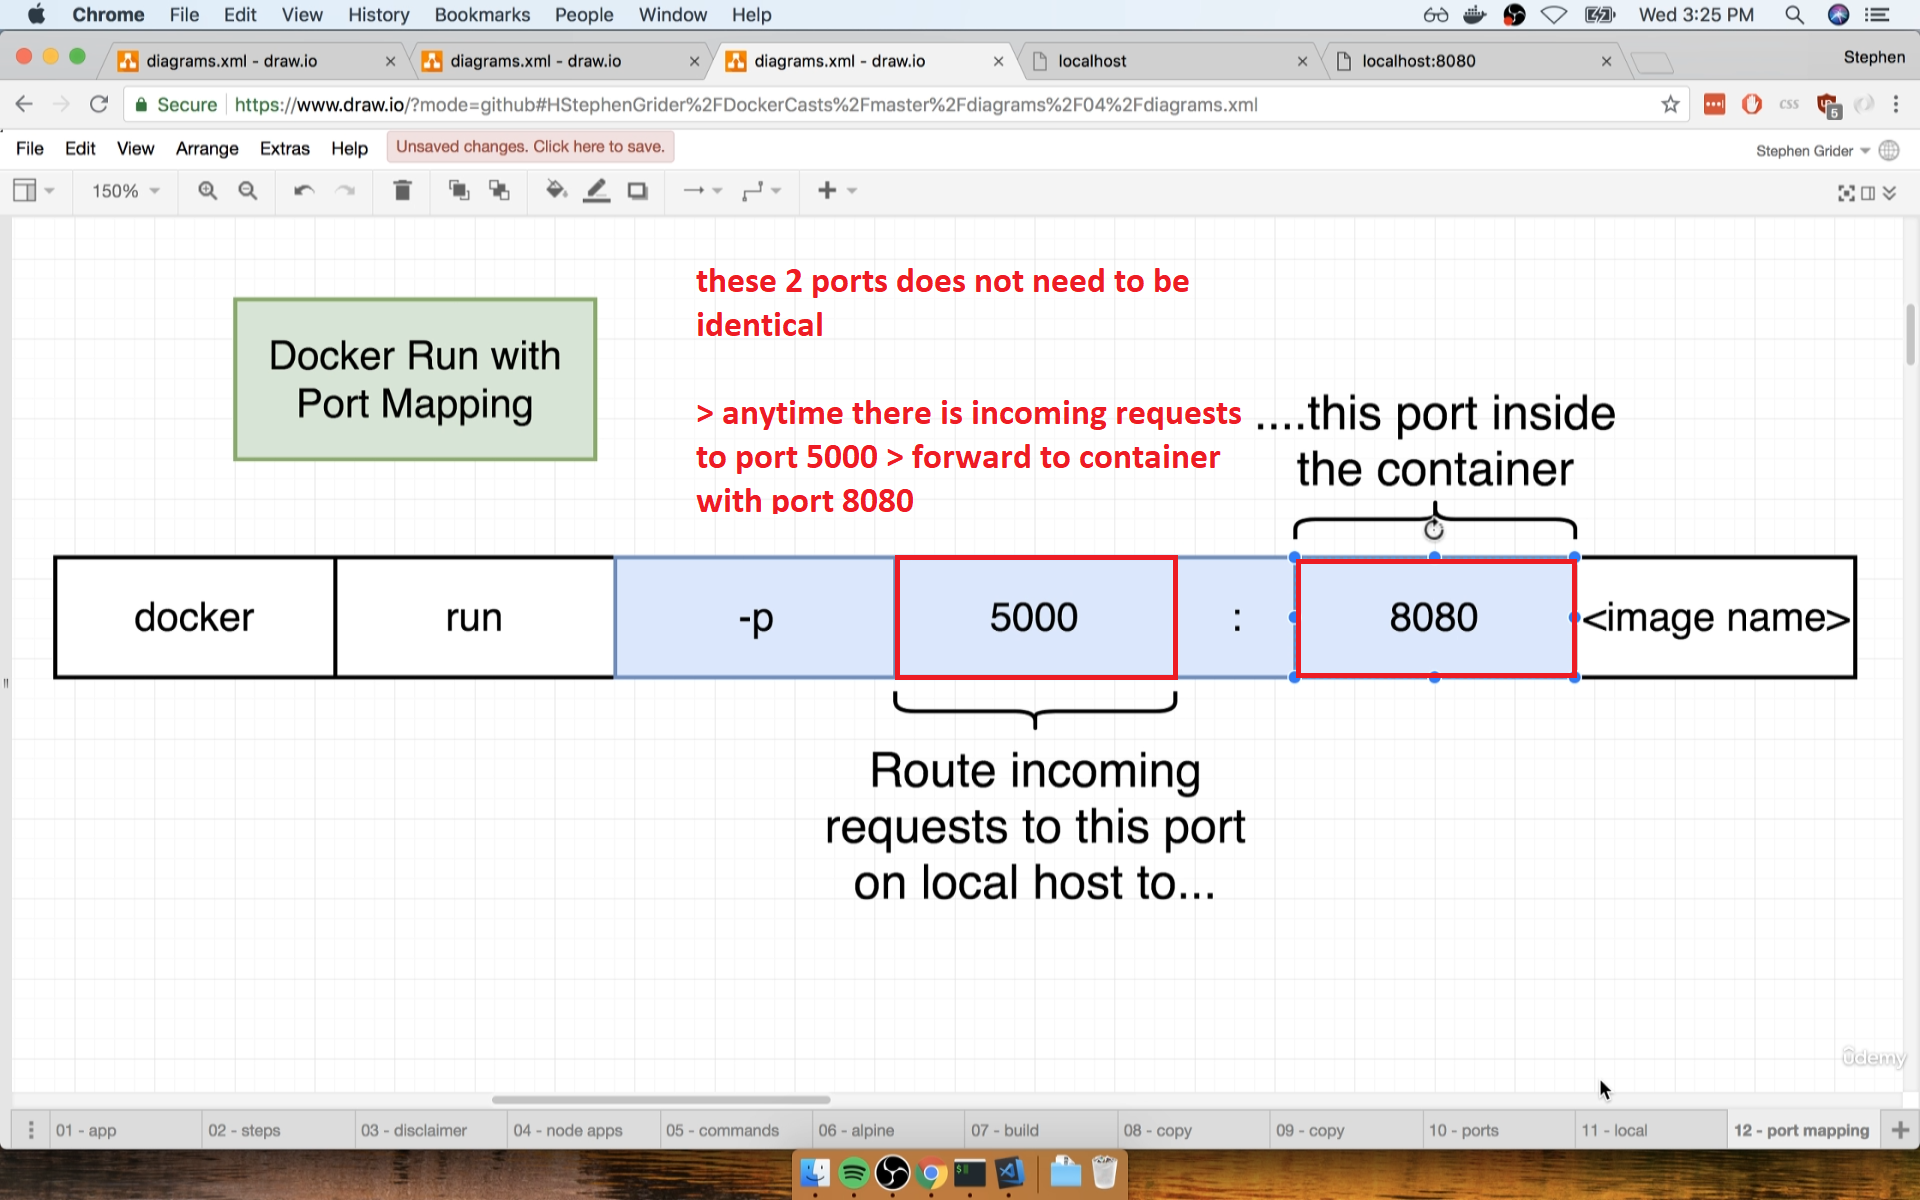 Chrome File Edit View History Bookmarks People Window Help Wed 3:25 PM
diagrams.xml - draw.io diagrams.xml - draw.io diagrams.xml - draw.io localhost localhost:8080 Stephen
Secure https://www.draw.io/?mode=github#HStephenGrider%2FDockerCasts%2Fmaster%2Fdiagrams%2F04%2Fdiagrams.xml css 5
File Edit View Arrange Extras Help Unsaved changes. Click here to save. Stephen Grider
150%
these 2 ports does not need to be
identical
Docker Run with
Port Mapping
> anytime there is incoming requests
to port 5000 > forward to container
with port 8080
....this port inside
the container
docker run -p 5000 : 8080 <image name>
Route incoming
requests to this port
on local host to...
ûdemy
01 - app 02 - steps 03 - disclaimer 04 - node apps 05 - commands 06 - alpine 07 - build 08 - copy 09 - copy 10 - ports 11 - local 12 - port mapping